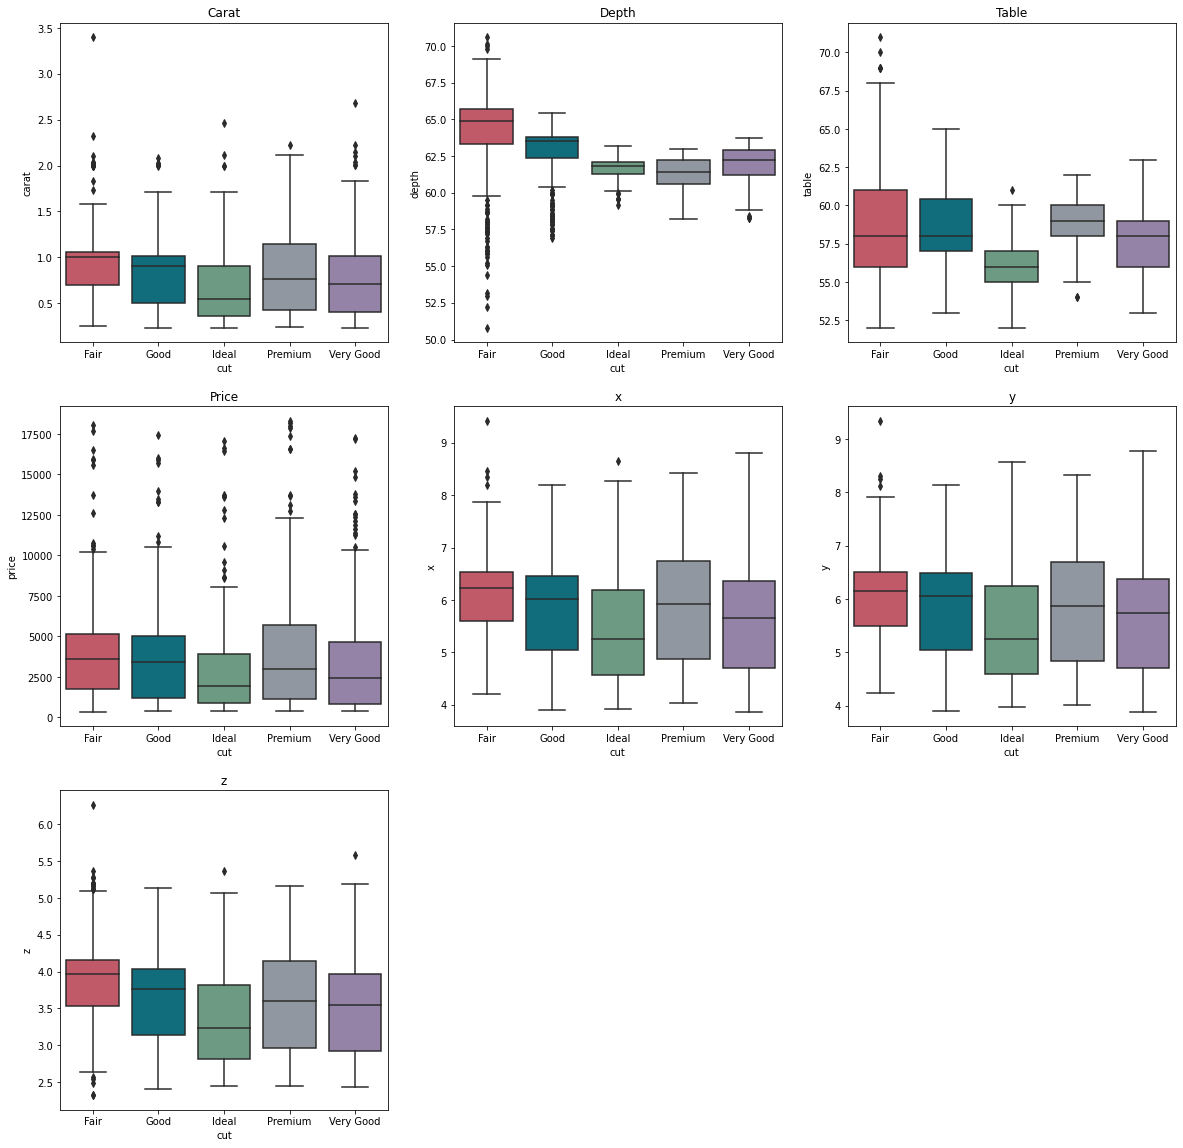 Carat
3.5
3.0
2.5
2.0
1.5
1.0
0.5
carat
Fair Good Ideal Premium Very Good
cut
Depth
70.0
67.5
65.0
62.5
60.0
57.5
55.0
52.5
50.0
depth
Fair Good Ideal Premium Very Good
cut
Table
70.0
67.5
65.0
62.5
60.0
57.5
55.0
52.5
table
Fair Good Ideal Premium Very Good
cut
Price
17500
15000
12500
10000
7500
5000
2500
0
price
Fair Good Ideal Premium Very Good
cut
x
9
8
7
6
5
4
x
Fair Good Ideal Premium Very Good
cut
y
9
8
7
6
5
4
y
Fair Good Ideal Premium Very Good
cut
z
6.0
5.5
5.0
4.5
4.0
3.5
3.0
2.5
z
Fair Good Ideal Premium Very Good
cut